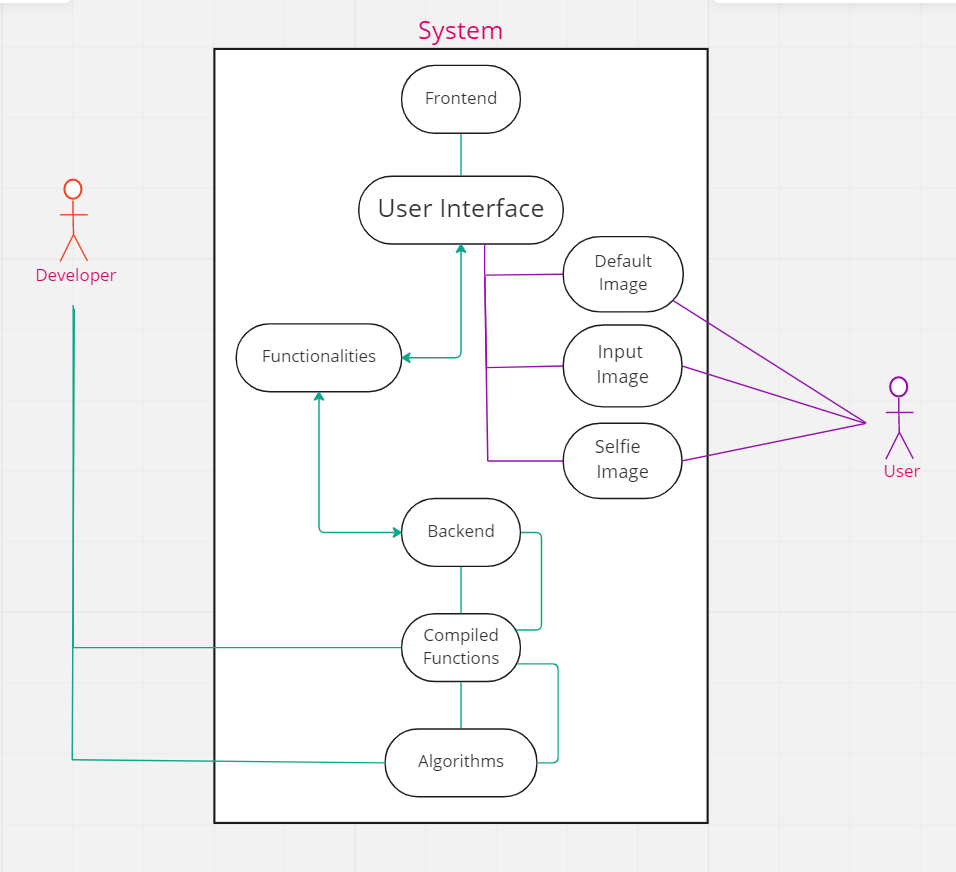 System
Frontend
User Interface
Developer
Default
Image
Functionalities
Input
Image
User
Selfie
Image
Backend
Compiled
Functions
Algorithms